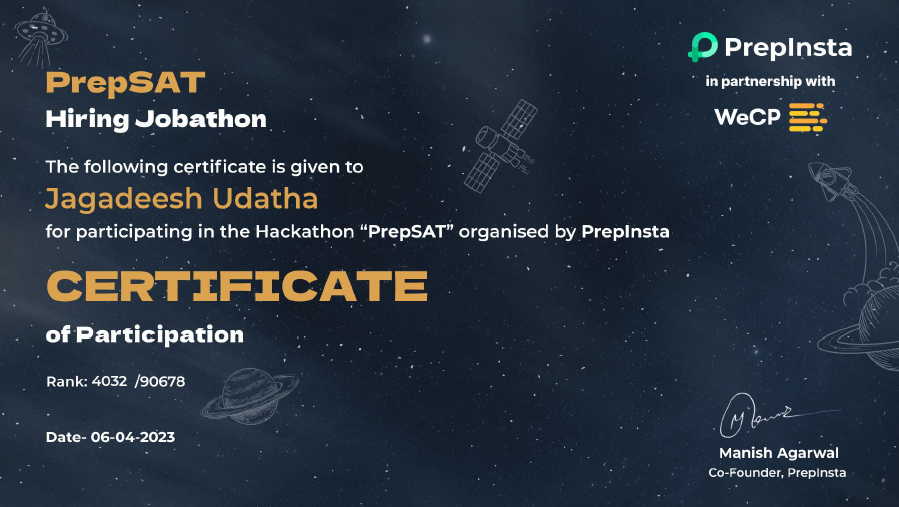 PrepInsta
in partnership with
WeCP
PrepSAT
Hiring Jobathon
The following certificate is given to
Jagadeesh Udatha
for participating in the Hackathon “PrepSAT” organised by PrepInsta
CERTIFICATE
of Participation
Rank: 4032 /90678
Date- 06-04-2023
Manish Agarwal
Co-Founder, PrepInsta